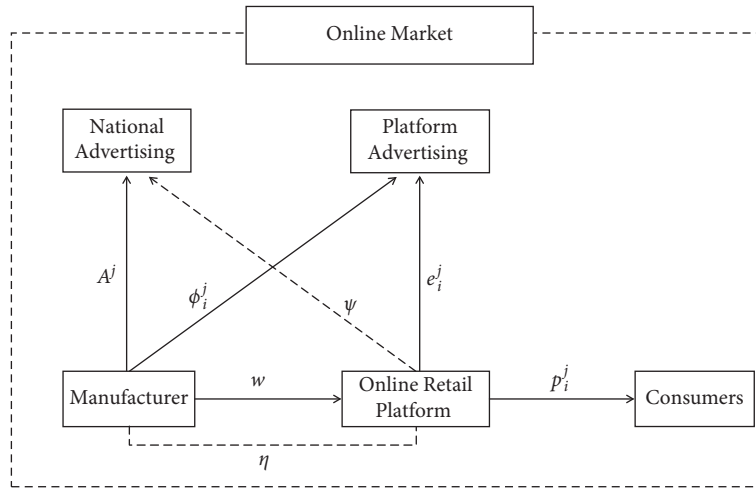 Online Market
National
Advertising
Platform
Advertising
A^j
ϕ_i^j
ψ
e_i^j
Manufacturer
w
Online Retail
Platform
p_i^j
Consumers
η